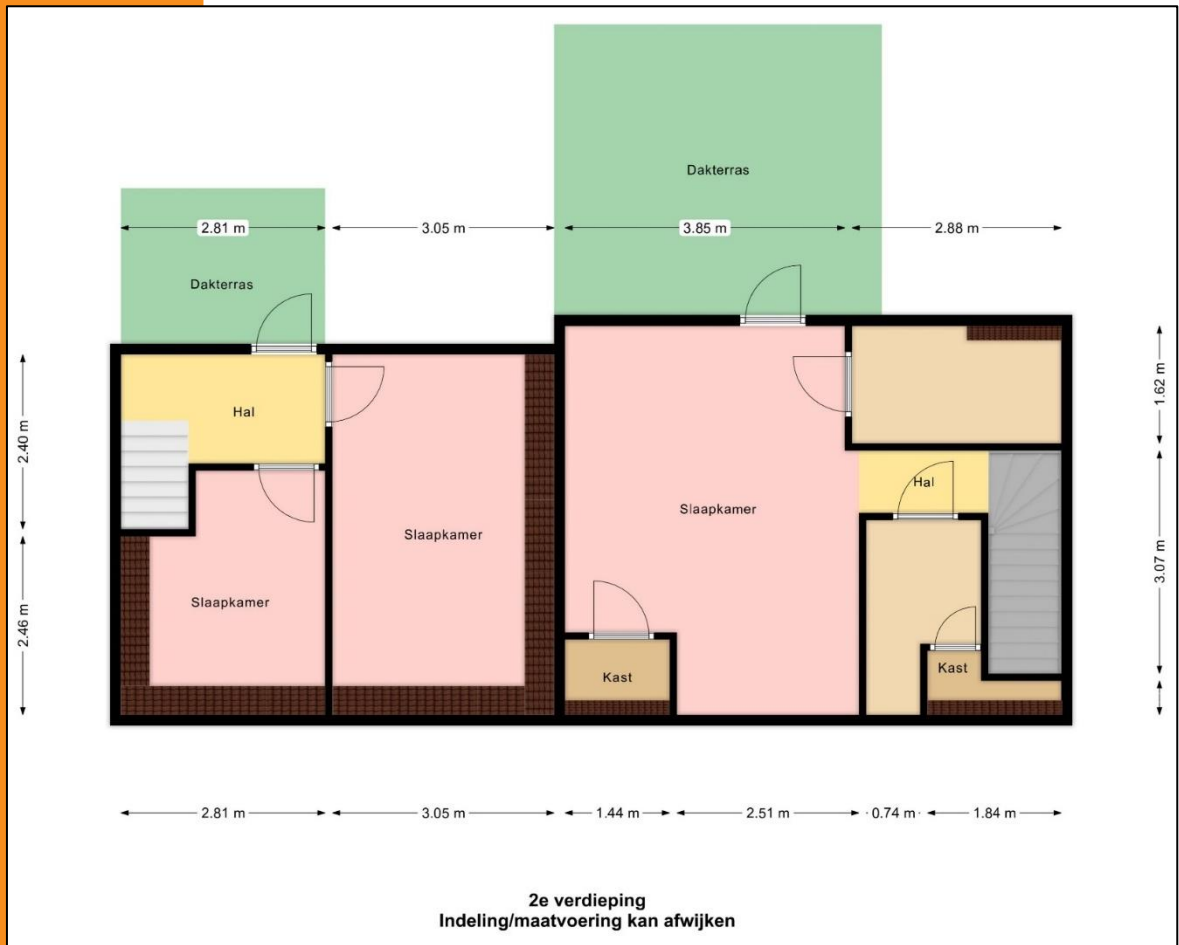 Dakterras
2.81 m
3.05 m
3.85 m
2.88 m
Dakterras
Hal
2.40 m
1.62 m
Slaapkamer
Hal
Slaapkamer
Slaapkamer
3.07 m
2.46 m
Kast
Kast
2.81 m
3.05 m
1.44 m
2.51 m
0.74 m
1.84 m
2e verdieping
Indeling/maatvoering kan afwijken